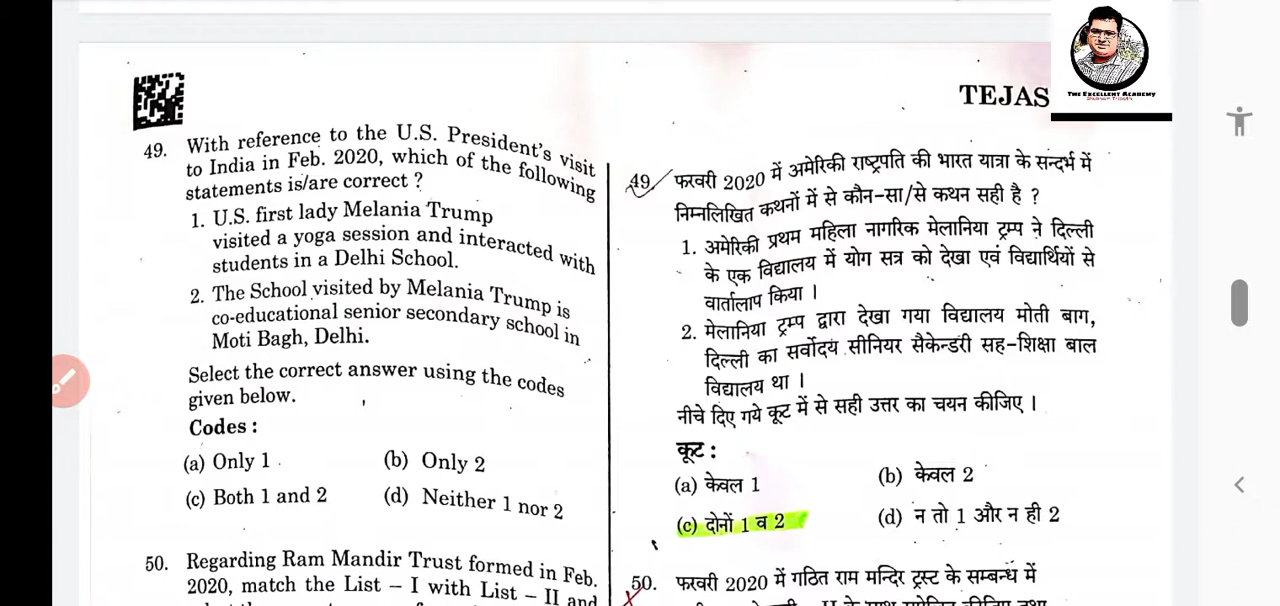 THE EXCELLENT ACADEMY
TEJAS
49. With reference to the U.S. President's visit
to India in Feb. 2020, which of the following
statements is/are correct ?
1. U.S. first lady Melania Trump
visited a yoga session and interacted with
students in a Delhi School.
2. The School visited by Melania Trump is
co-educational senior secondary school in
Moti Bagh, Delhi.
Select the correct answer using the codes
given below.
Codes :
(a) Only 1
(b) Only 2
(c) Both 1 and 2
(d) Neither 1 nor 2
50. Regarding Ram Mandir Trust formed in Feb.
2020, match the List – I with List – II and
49. फरवरी 2020 में अमेरिकी राष्ट्रपति की भारत यात्रा के सन्दर्भ में
निम्नलिखित कथनों में से कौन-सा/से कथन सही है ?
1. अमेरिकी प्रथम महिला नागरिक मेलानिया ट्रम्प ने दिल्ली
के एक विद्यालय में योग सत्र को देखा एवं विद्यार्थियों से
वार्तालाप किया ।
2. मेलानिया ट्रम्प द्वारा देखा गया विद्यालय मोती बाग,
दिल्ली का सर्वोदय सीनियर सैकेन्डरी सह-शिक्षा बाल
विद्यालय था ।
नीचे दिए गये कूट में से सही उत्तर का चयन कीजिए ।
कूट :
(a) केवल 1
(b) केवल 2
(c) दोनों 1 व 2
(d) न तो 1 और न ही 2
50. फरवरी 2020 में गठित राम मन्दिर ट्रस्ट के सम्बन्ध में